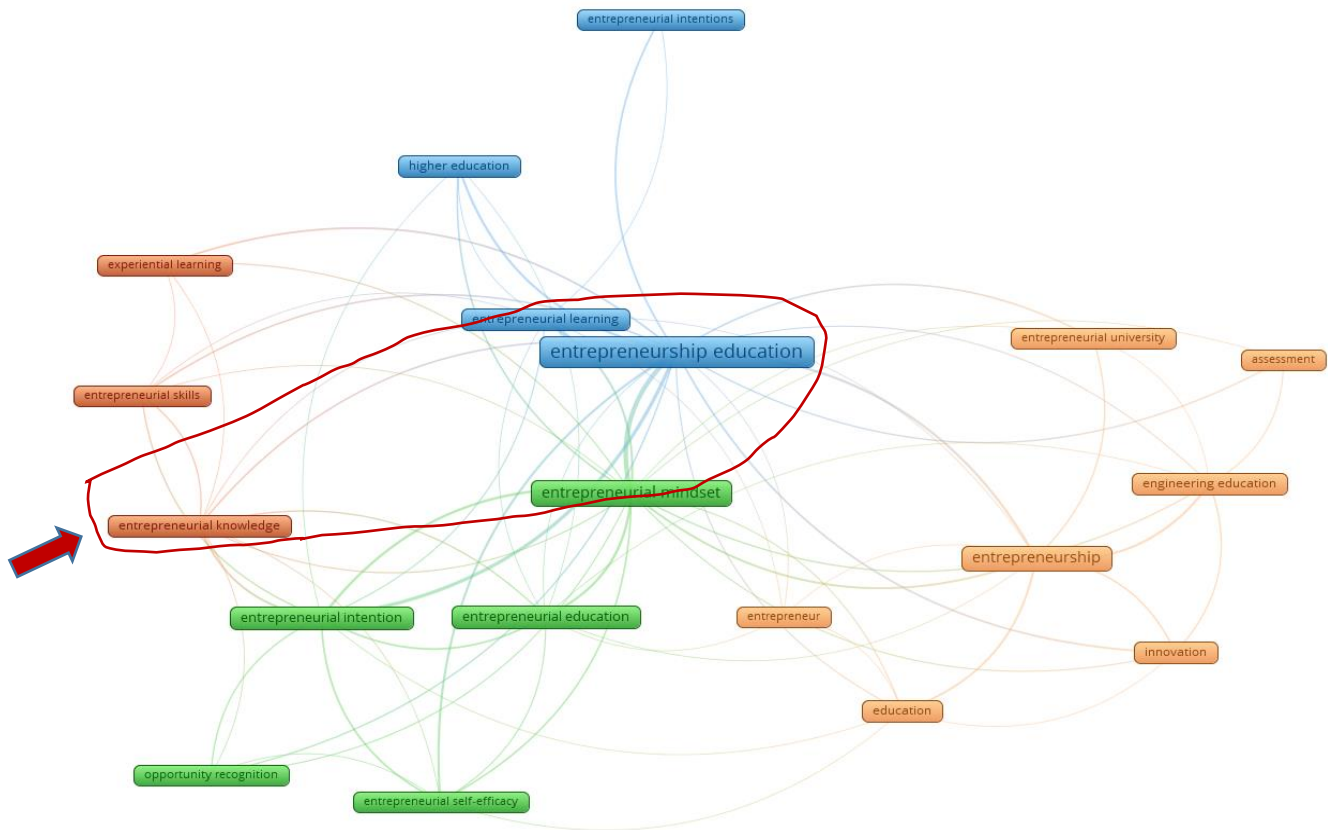 entrepreneurial intentions
higher education
experiential learning
entrepreneurial learning
entrepreneurship education
entrepreneurial university
assessment
entrepreneurial skills
engineering education
entrepreneurial mindset
entrepreneurial knowledge
entrepreneurship
entrepreneurial intention
entrepreneurial education
entrepreneur
innovation
education
opportunity recognition
entrepreneurial self-efficacy